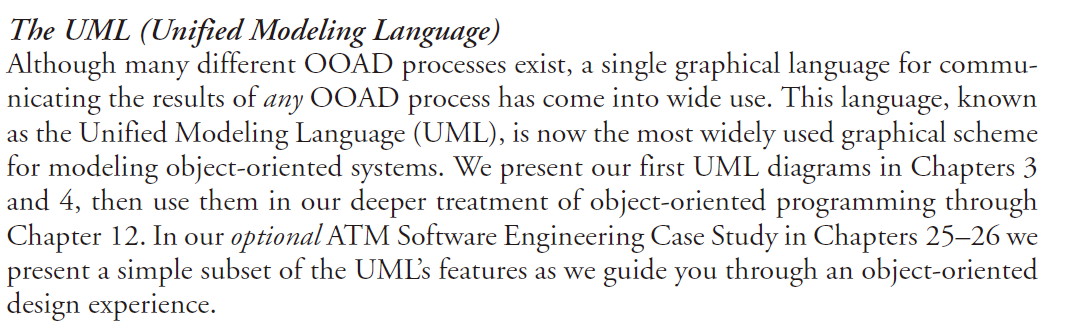 The UML (Unified Modeling Language)
Although many different OOAD processes exist, a single graphical language for commu-
nicating the results of any OOAD process has come into wide use. This language, known
as the Unified Modeling Language (UML), is now the most widely used graphical scheme
for modeling object-oriented systems. We present our first UML diagrams in Chapters 3
and 4, then use them in our deeper treatment of object-oriented programming through
Chapter 12. In our optional ATM Software Engineering Case Study in Chapters 25–26 we
present a simple subset of the UML’s features as we guide you through an object-oriented
design experience.